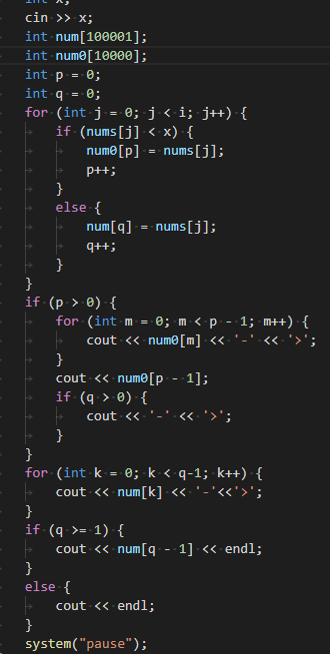 int x;
cin >> x;
int num[100001];
int num0[10000];
int p = 0;
int q = 0;
for (int j = 0; j < i; j++) {
if (nums[j] < x) {
num0[p] = nums[j];
p++;
}
else {
num[q] = nums[j];
q++;
}
}
if (p > 0) {
for (int m = 0; m < p - 1; m++) {
cout << num0[m] << '-' << '>';
}
cout << num0[p - 1];
if (q > 0) {
cout << '-' << '>';
}
}
for (int k = 0; k < q-1; k++) {
cout << num[k] << '-'<<'>';
}
if (q >= 1) {
cout << num[q - 1] << endl;
}
else {
cout << endl;
}
system("pause");